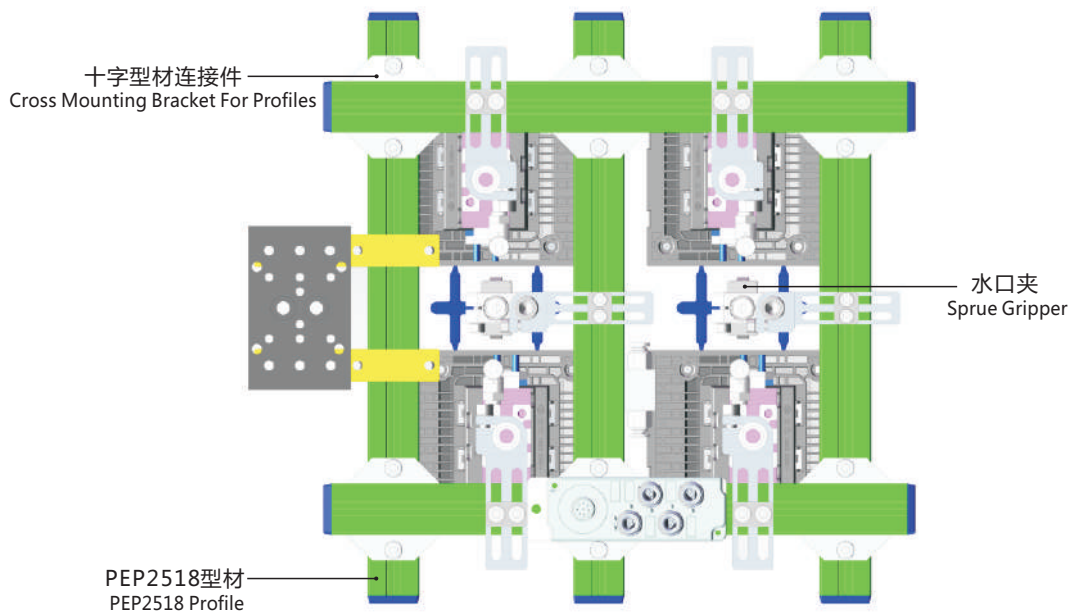 十字型材连接件
Cross Mounting Bracket For Profiles
水口夹
Sprue Gripper
PEP2518型材
PEP2518 Profile